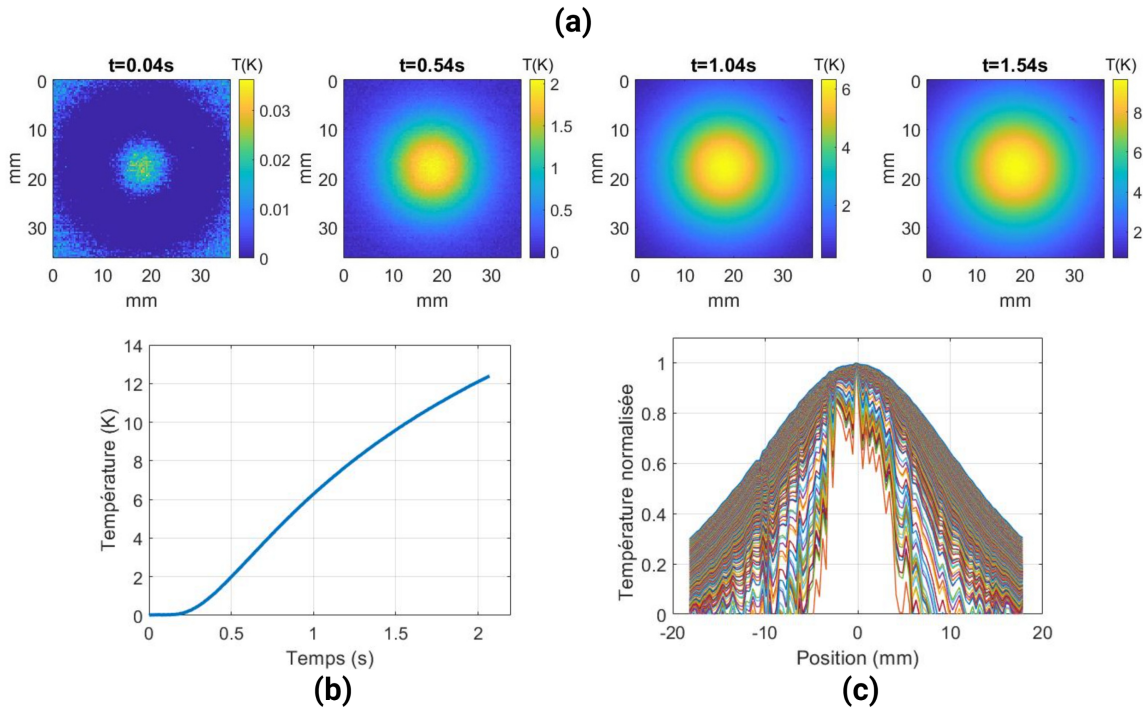 (a)
t=0.04s T(K) t=0.54s T(K) t=1.04s T(K) t=1.54s T(K)
0 0 2 0 6 0
0.03 8
10 10 1.5 10 10
mm 0.02 mm mm 4 mm 6
20 20 1 20 20
0.01 0.5 2 4
30 30 30 30
0 0 2
0 10 20 30 0 10 20 30 0 10 20 30 0 10 20 30
mm mm mm mm
14
12
10
8
6
4
2
0
Température (K)
0 0.5 1 1.5 2
Temps (s)
(b)
1
0.8
0.6
0.4
0.2
0
Température normalisée
-20 -10 0 10 20
Position (mm)
(c)